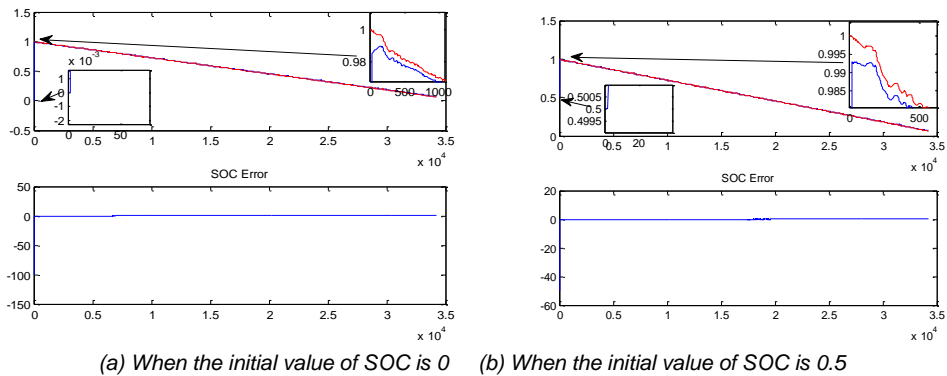 1.5
1
0.5
0
-0.5
0 0.5 1 1.5 2 2.5 3 3.5
x 10^4
x 10^-3
1
0
-1
-2
0 50
1
0.98
0 500 1000
SOC Error
50
0
-50
-100
-150
0 0.5 1 1.5 2 2.5 3 3.5
x 10^4
(a) When the initial value of SOC is 0
1.5
1
0.5
0
0 0.5 1 1.5 2 2.5 3 3.5
x 10^4
0.5005
0.5
0.4995
0 20
1
0.995
0.99
0.985
0 500
SOC Error
20
0
-20
-40
-60
0 0.5 1 1.5 2 2.5 3 3.5
x 10^4
(b) When the initial value of SOC is 0.5